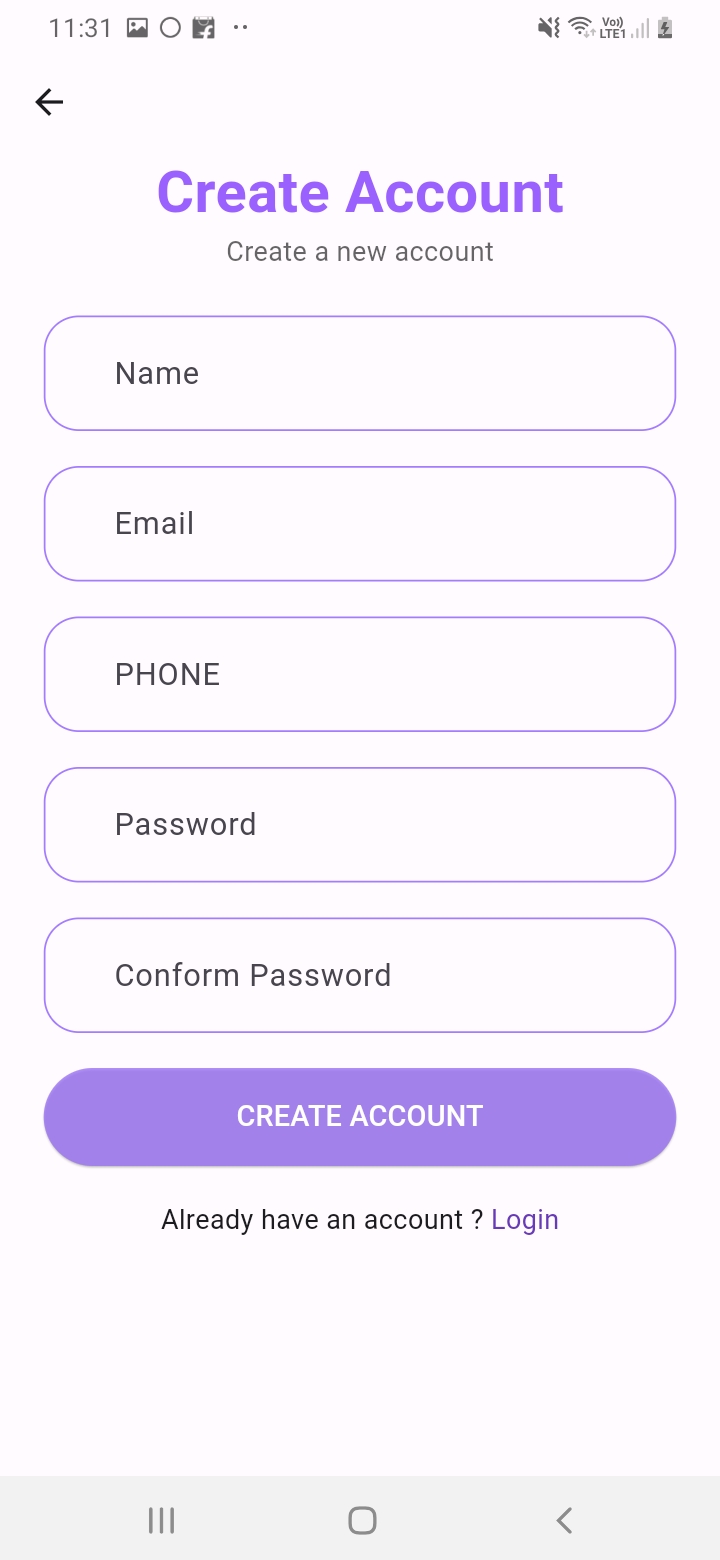 11:31
Vo))
LTE1
Create Account
Create a new account
Name
Email
PHONE
Password
Conform Password
CREATE ACCOUNT
Already have an account ? Login